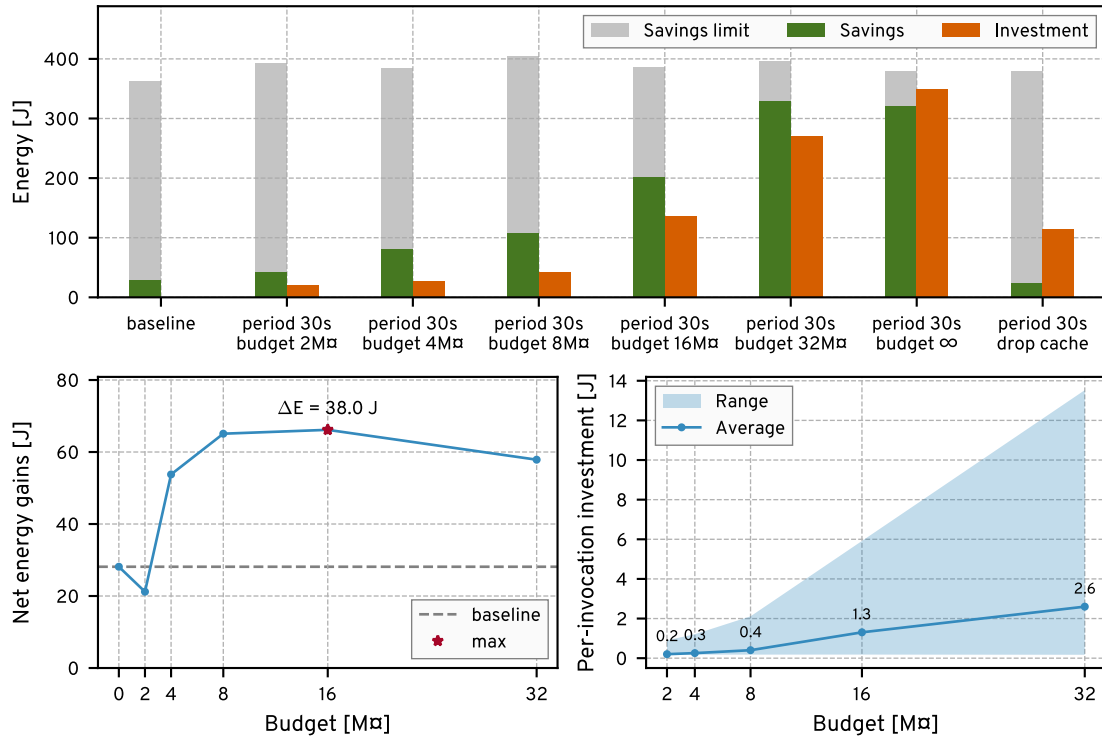 Savings limit Savings Investment
Energy [J]
400
300
200
100
0
baseline
period 30s
budget 2M¤
period 30s
budget 4M¤
period 30s
budget 8M¤
period 30s
budget 16M¤
period 30s
budget 32M¤
period 30s
budget ∞
period 30s
drop cache
Net energy gains [J]
80
60
40
20
0
ΔE = 38.0 J
baseline
max
0 2 4 8 16 32
Budget [M¤]
Per-invocation investment [J]
14
12
10
8
6
4
2
0
Range
Average
0.2 0.3 0.4 1.3 2.6
2 4 8 16 32
Budget [M¤]